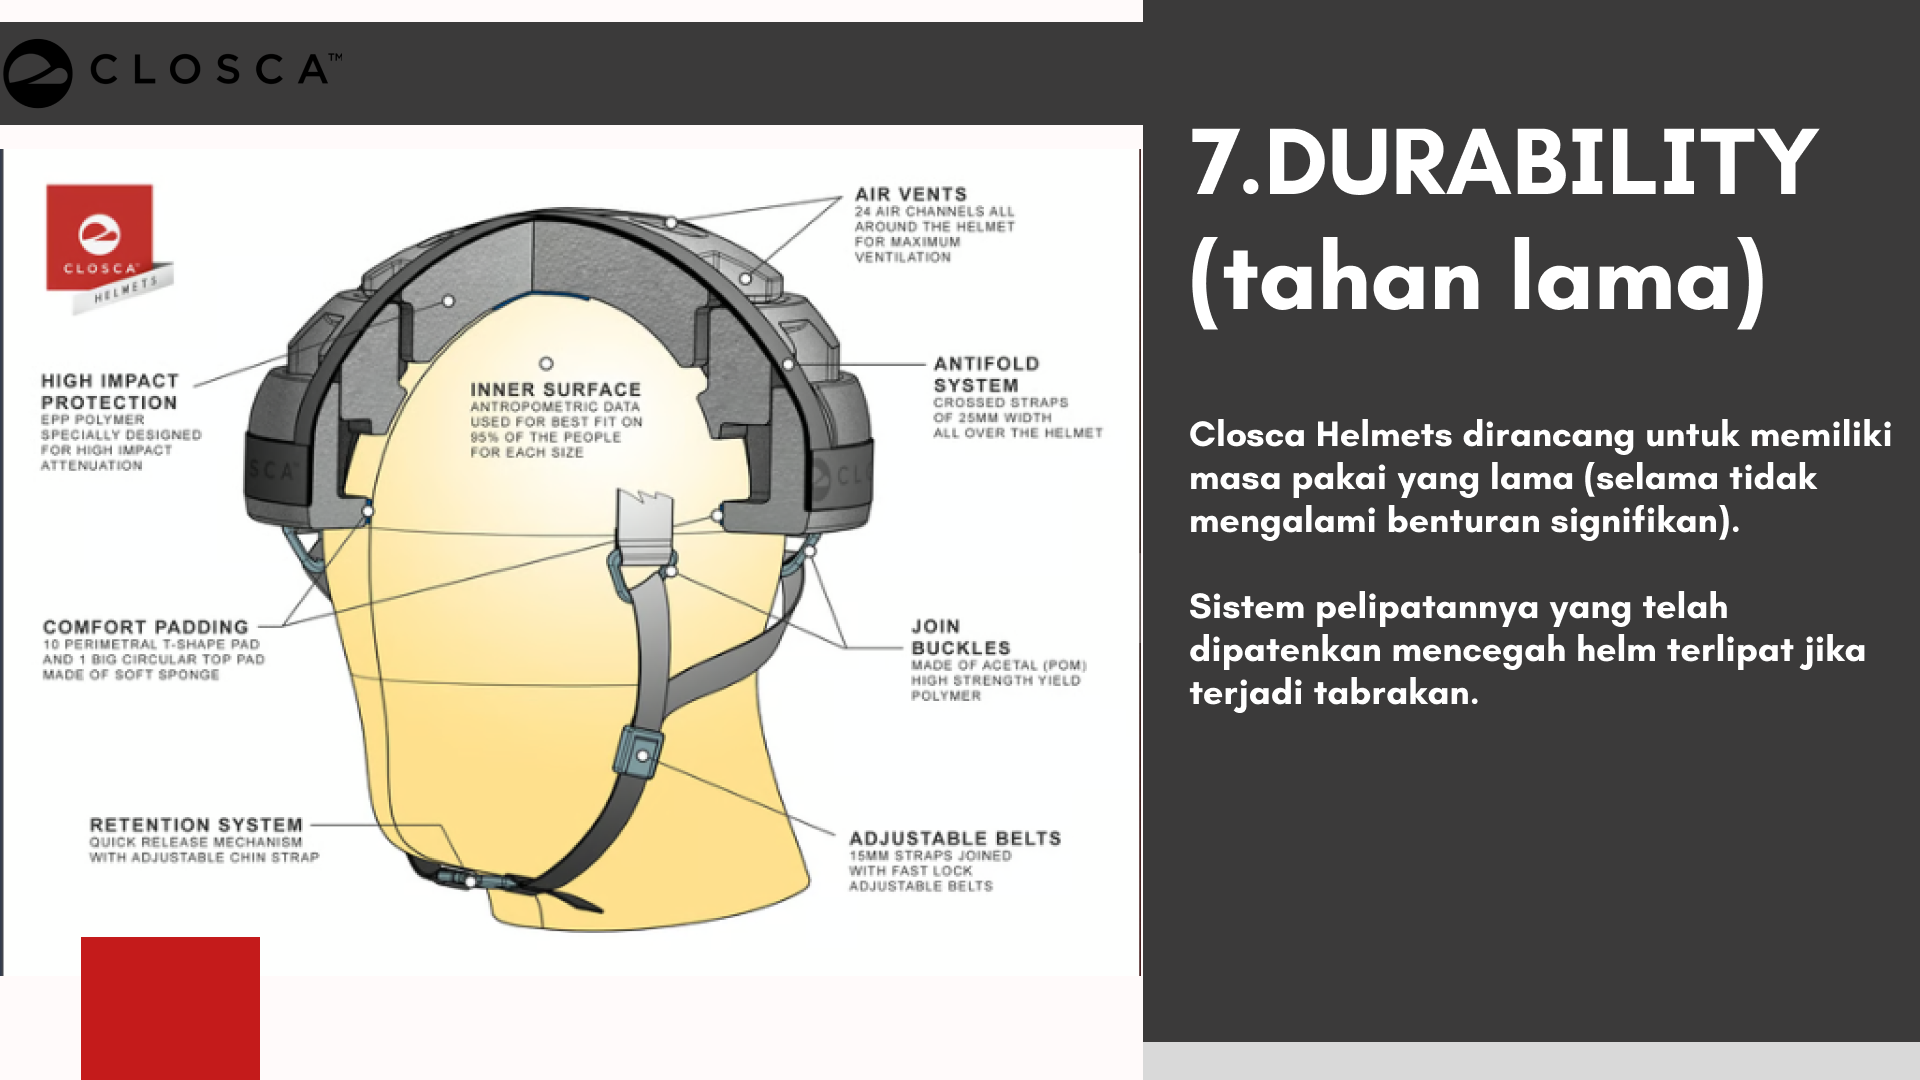 CLOSCA™
CLOSCA™
HELMETS
AIR VENTS
24 AIR CHANNELS ALL
AROUND THE HELMET
FOR MAXIMUM
VENTILATION
HIGH IMPACT
PROTECTION
EPP POLYMER
SPECIALLY DESIGNED
FOR HIGH IMPACT
ATTENUATION
INNER SURFACE
ANTROPOMETRIC DATA
USED FOR BEST FIT ON
95% OF THE PEOPLE
FOR EACH SIZE
ANTIFOLD
SYSTEM
CROSSED STRAPS
OF 25MM WIDTH
ALL OVER THE HELMET
SCA
CLO
COMFORT PADDING
10 PERIMETRAL T-SHAPE PAD
AND 1 BIG CIRCULAR TOP PAD
MADE OF SOFT SPONGE
JOIN
BUCKLES
MADE OF ACETAL (POM)
HIGH STRENGTH YIELD
POLYMER
RETENTION SYSTEM
QUICK RELEASE MECHANISM
WITH ADJUSTABLE CHIN STRAP
ADJUSTABLE BELTS
15MM STRAPS JOINED
WITH FAST LOCK
ADJUSTABLE BELTS
7.DURABILITY
(tahan lama)
Closca Helmets dirancang untuk memiliki
masa pakai yang lama (selama tidak
mengalami benturan signifikan).
Sistem pelipatannya yang telah
dipatenkan mencegah helm terlipat jika
terjadi tabrakan.